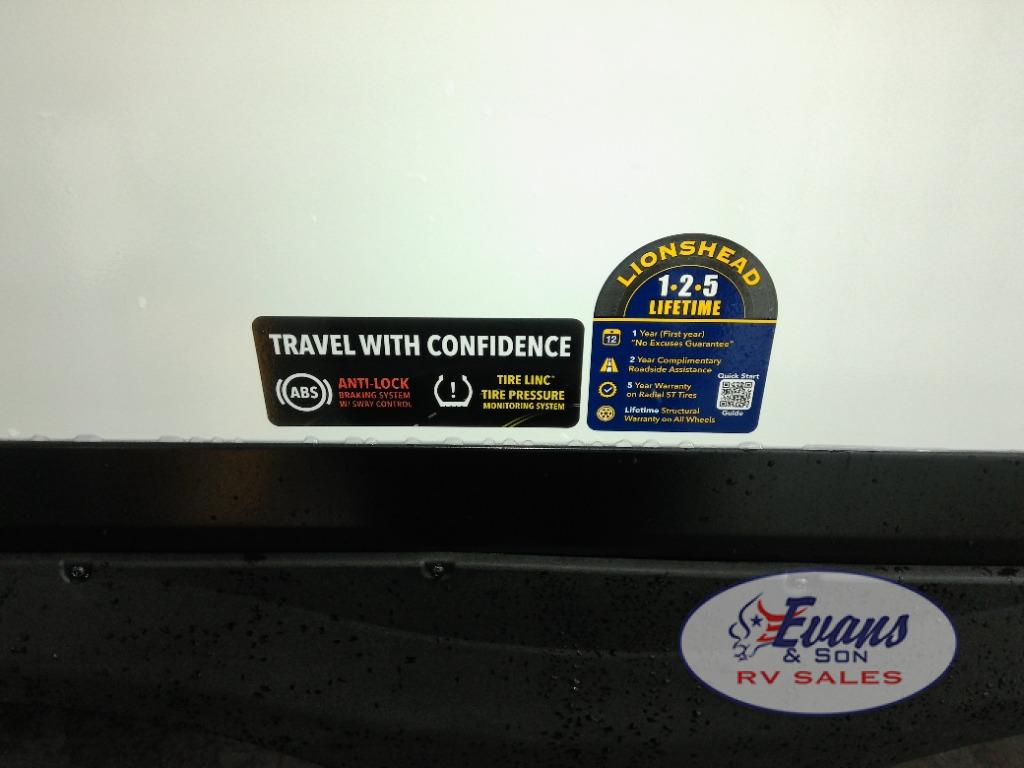 TRAVEL WITH CONFIDENCE
ABS
ANTI-LOCK
BRAKING SYSTEM
W/ SWAY CONTROL
!
TIRE LINC™
TIRE PRESSURE
MONITORING SYSTEM
LIONSHEAD
1•2•5
LIFETIME
12
1 Year (First year)
"No Excuses Guarantee"
2 Year Complimentary
Roadside Assistance
5 Year Warranty
on Radial ST Tires
Lifetime Structural
Warranty on All Wheels
Quick Start
Guide
Evans
& SON
RV SALES